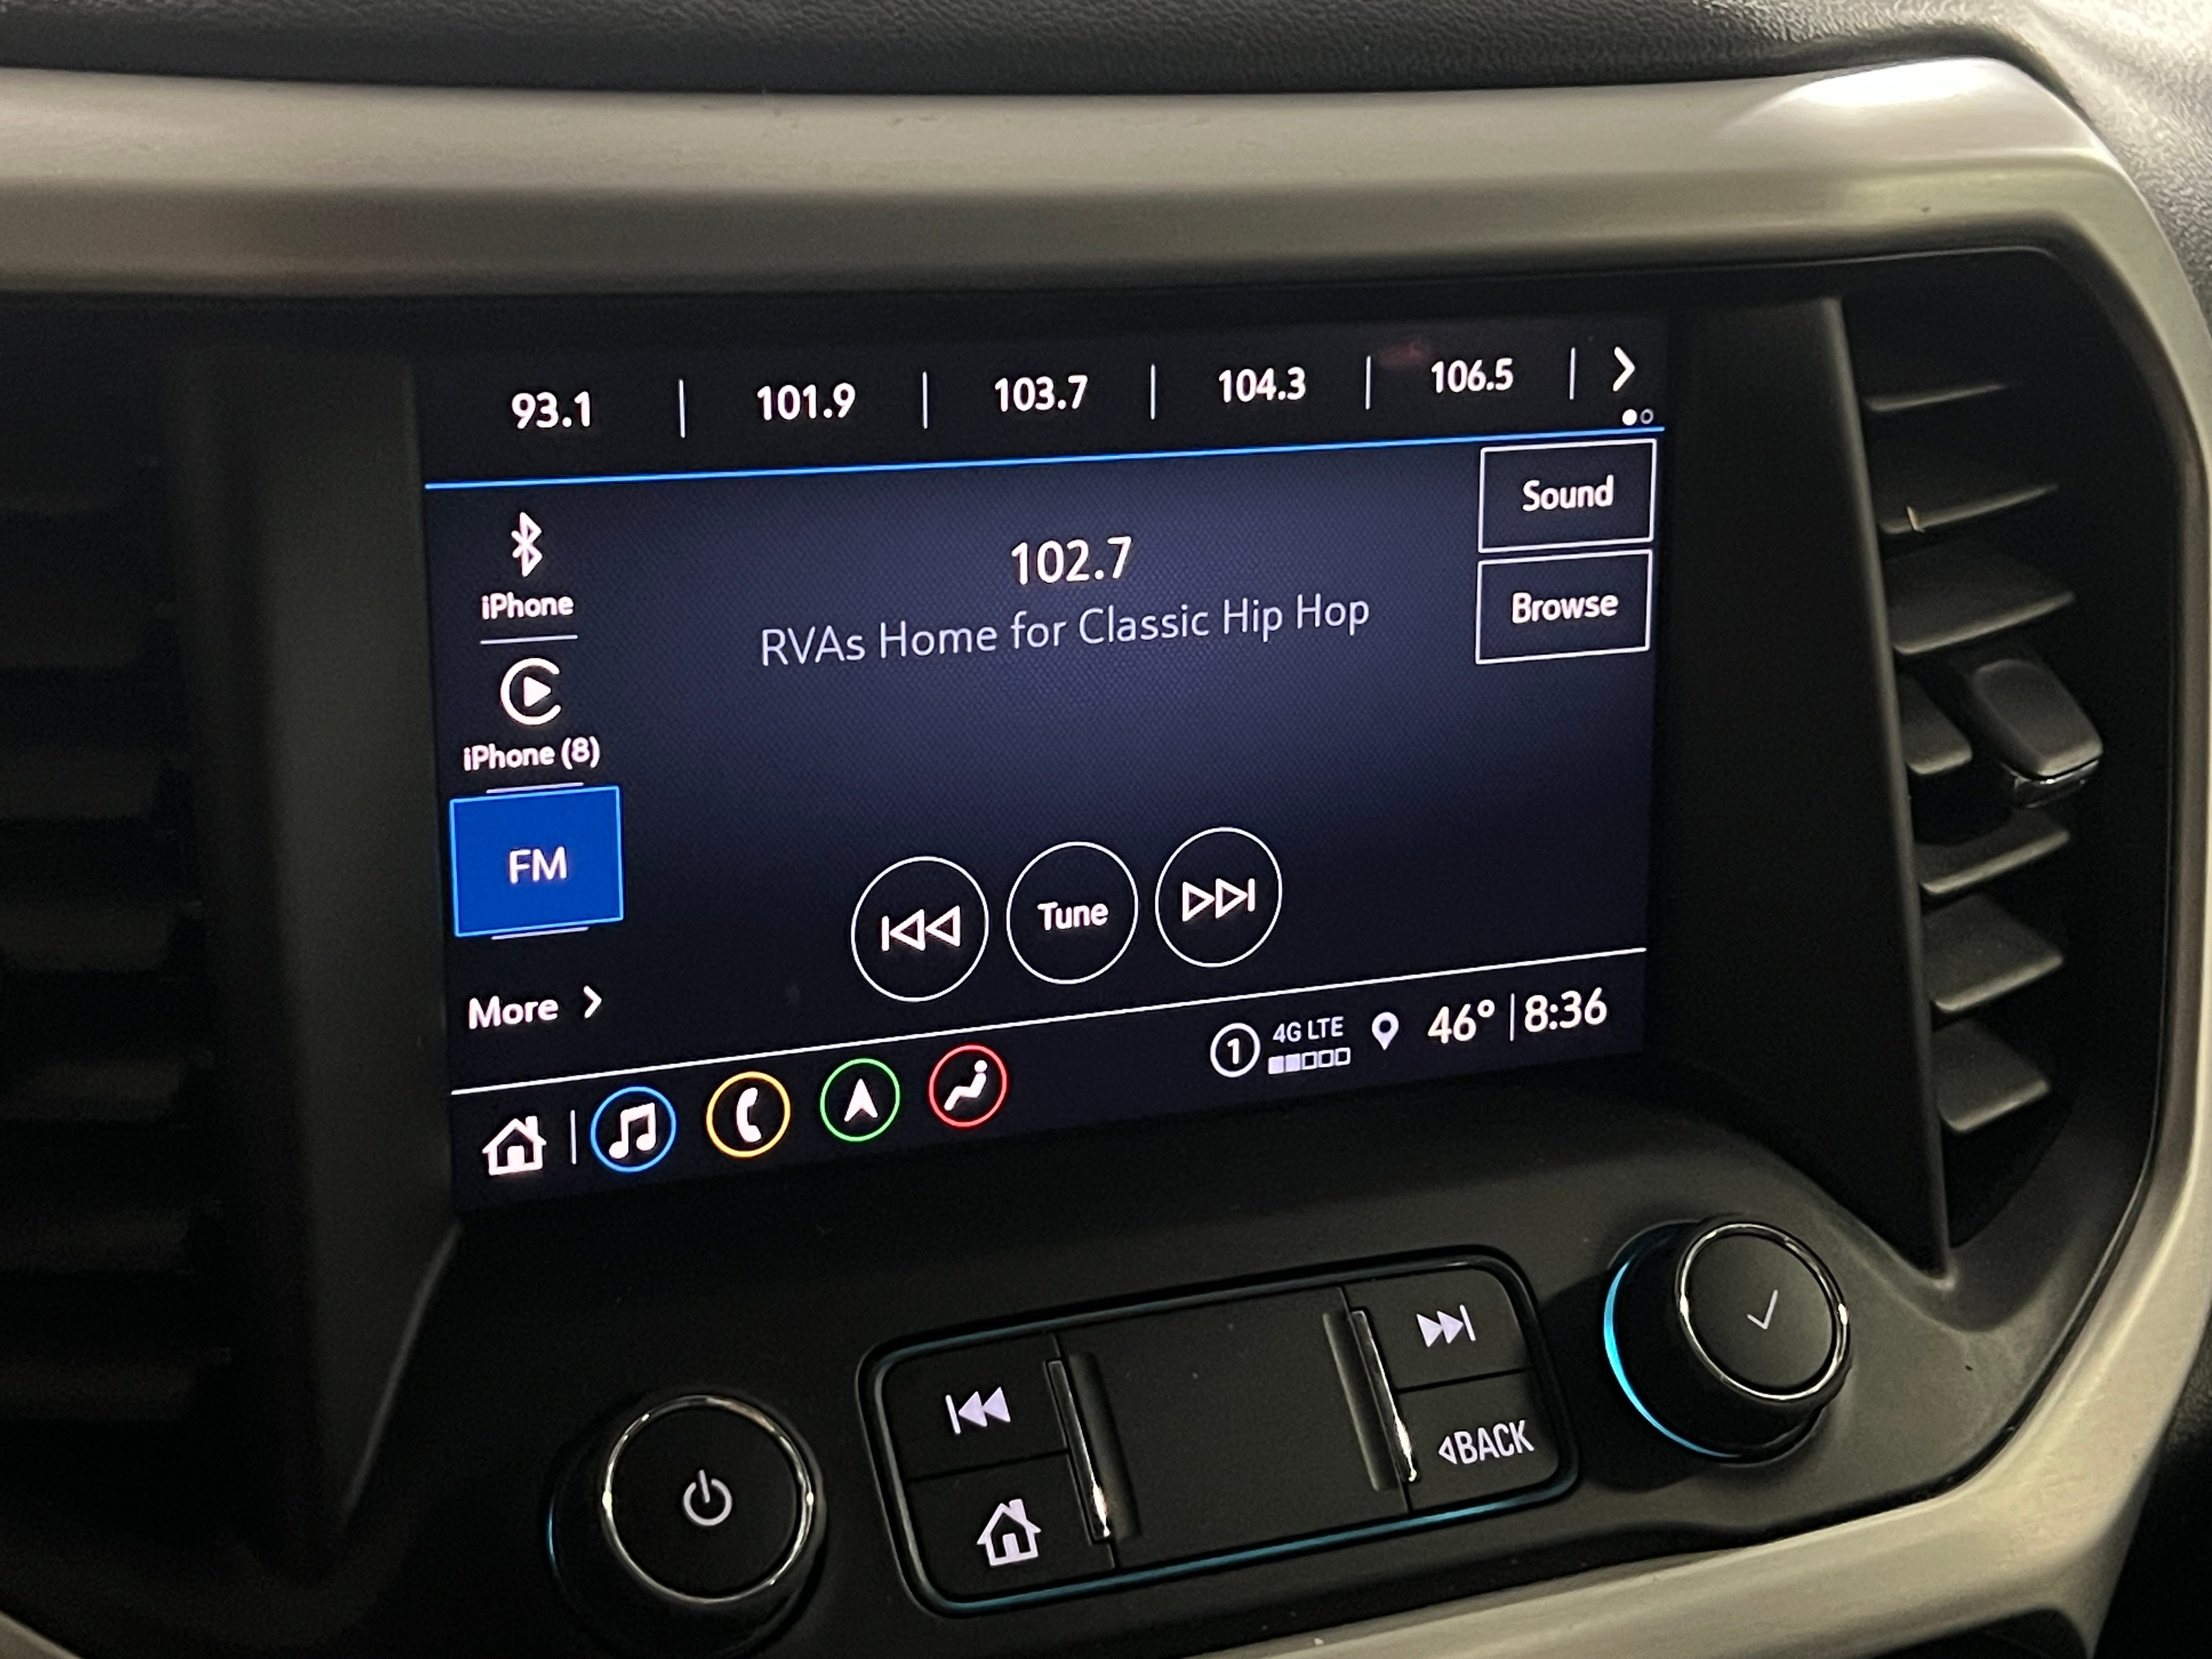 93.1 | 101.9 | 103.7 | 104.3 | 106.5 |
Sound
102.7
iPhone
RVAs Home for Classic Hip Hop
Browse
iPhone (8)
FM
Tune
More
1 4G LTE 46° | 8:36
BACK